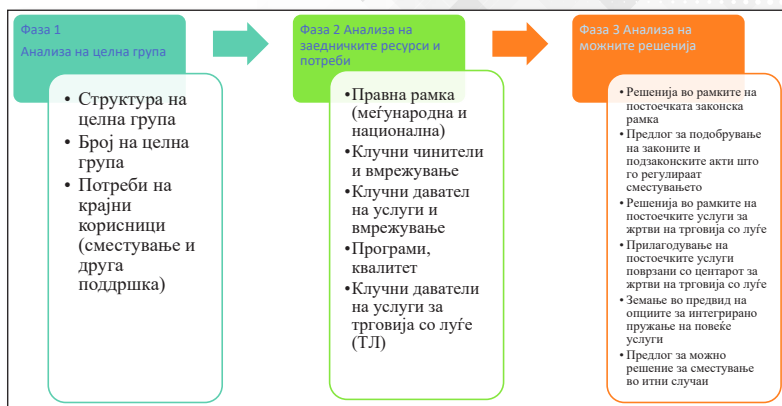 Фаза 1
Анализа на целна група
• Структура на
целна група
• Број на целна
група
• Потреби на
крајни
корисници
(сместување и
друга
поддршка)
Фаза 2 Анализа на
заедничките ресурси и
потреби
•Правна рамка
(меѓународна и
национална)
•Клучни чинители
и вмрежување
•Клучни давател
на услуги и
вмрежување
•Програми,
квалитет
•Клучни даватели
на услуги за
трговија со луѓе
(ТЛ)
Фаза 3 Анализа на
можните решенија
• Решенија во рамките на
постоечката законска
рамка
• Предлог за подобрување
на законите и
подзаконските акти што
го регулираат
сместувањето
• Решенија во рамките на
постоечките услуги за
жртви на трговија со луѓе
• Прилагодување на
постоечките услуги
поврзани со центарот за
жртви на трговија со луѓе
• Земање во предвид на
опциите за интегрирано
пружање на повеќе
услуги
• Предлог за можно
решение за сместување
во итни случаи